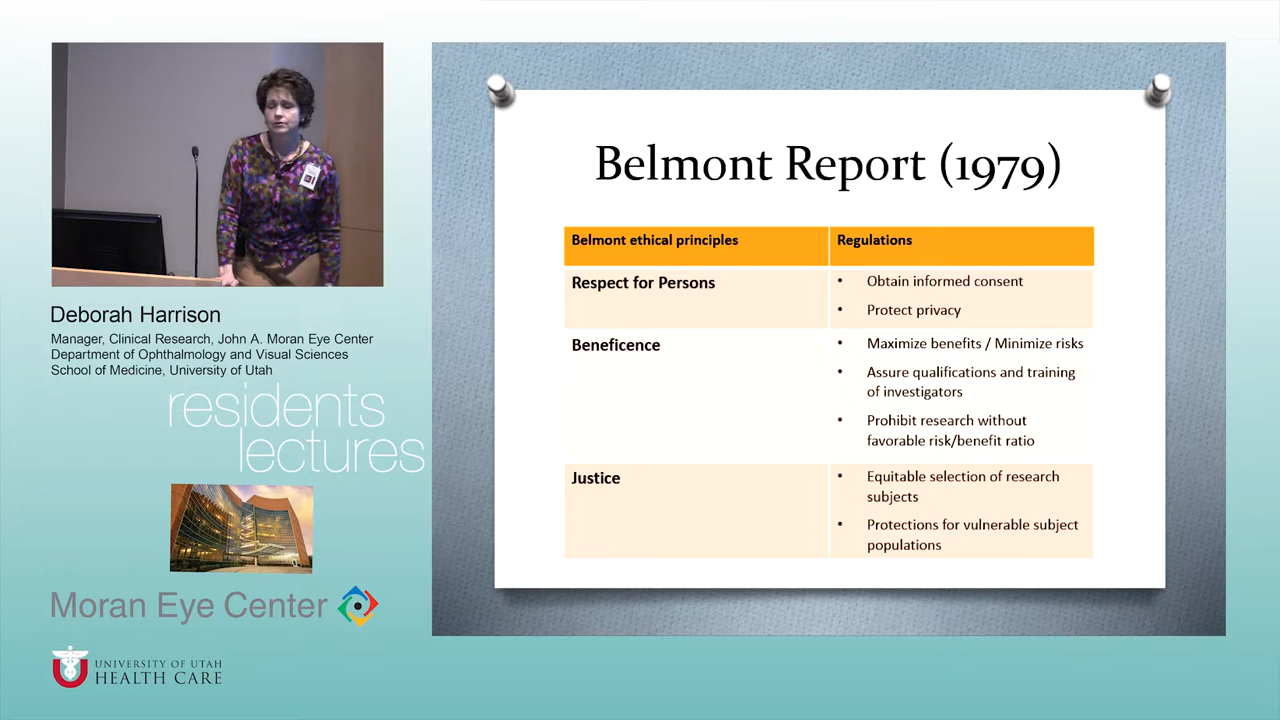 Deborah Harrison
Manager, Clinical Research, John A. Moran Eye Center
Department of Ophthalmology and Visual Sciences
School of Medicine, University of Utah
residents
lectures
Moran Eye Center
UNIVERSITY OF UTAH
HEALTH CARE
Belmont Report (1979)
Belmont ethical principles
Regulations
Respect for Persons
• Obtain informed consent
• Protect privacy
Beneficence
• Maximize benefits / Minimize risks
• Assure qualifications and training
of investigators
• Prohibit research without
favorable risk/benefit ratio
Justice
• Equitable selection of research
subjects
• Protections for vulnerable subject
populations